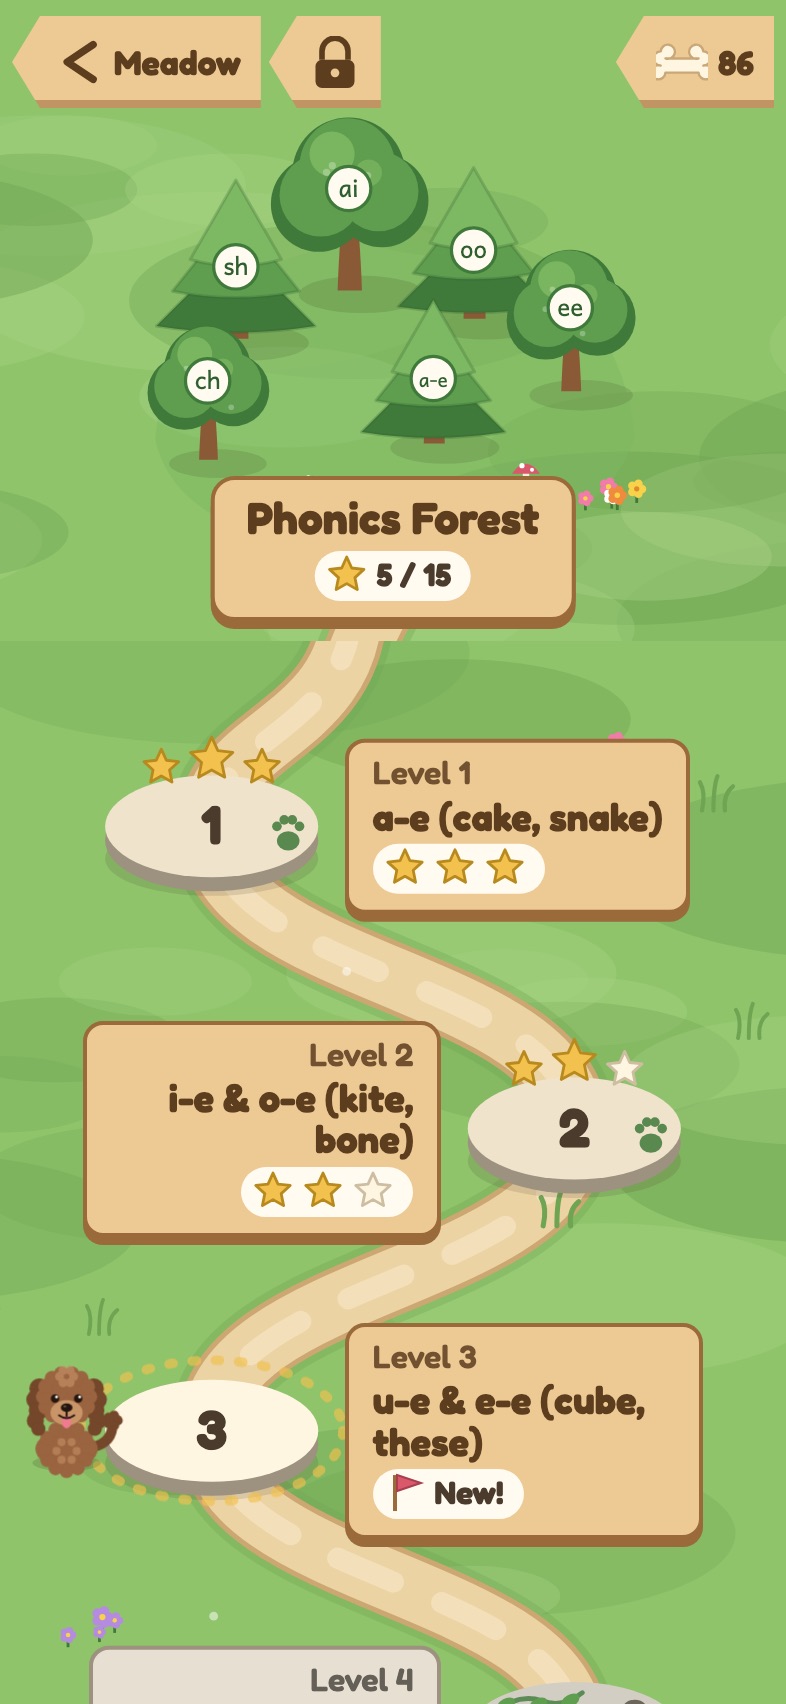 Meadow
86
ai
sh
oo
ee
ch
a-e
Phonics Forest
5 / 15
1
Level 1
a-e (cake, snake)
Level 2
i-e & o-e (kite,
bone)
2
3
Level 3
u-e & e-e (cube,
these)
New!
Level 4